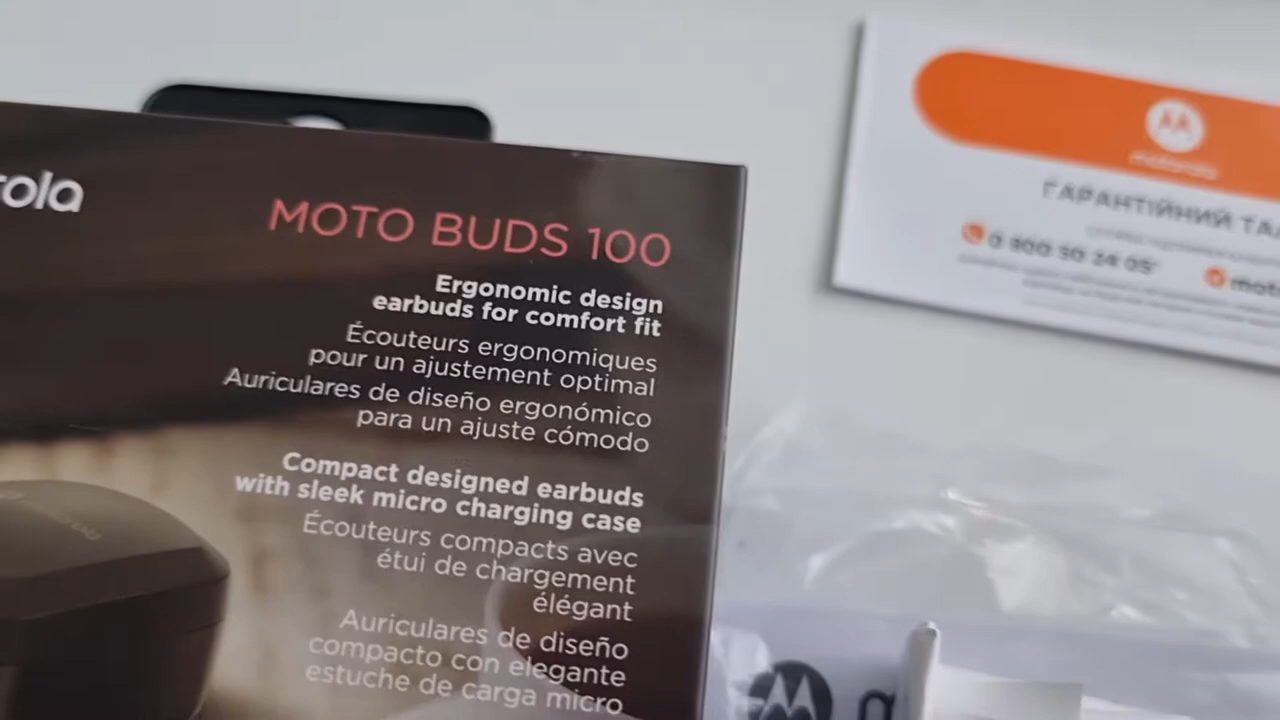 rola
MOTO BUDS 100
Ergonomic design
earbuds for comfort fit
Écouteurs ergonomiques
pour un ajustement optimal
Auriculares de diseño ergonómico
para un ajuste cómodo
Compact designed earbuds
with sleek micro charging case
Écouteurs compacts avec
étui de chargement
élégant
Auriculares de diseño
compacto con elegante
estuche de carga micro
motorola
ГАРАНТІЙНИЙ ТА
0 800 50 24 05
moto